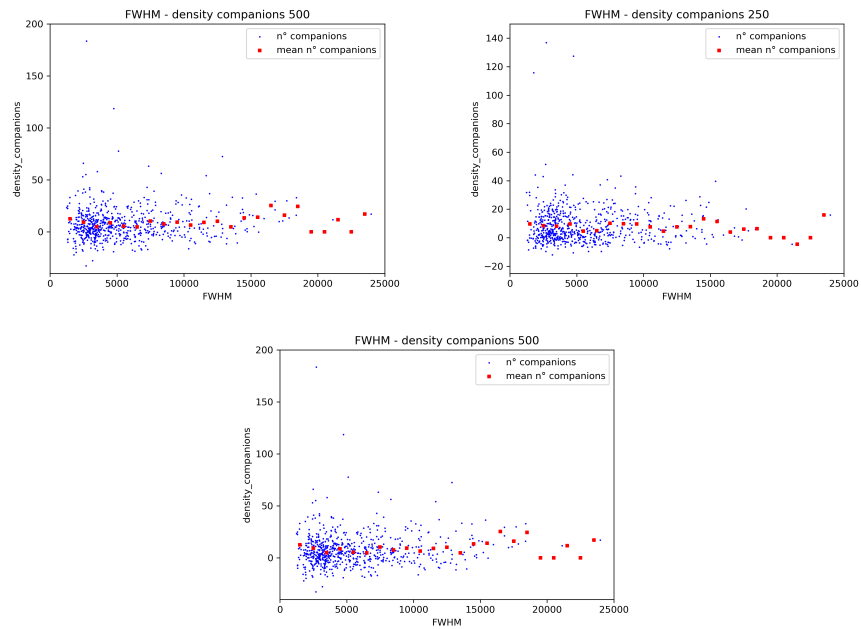 FWHM - density companions 500
200
150
100
50
0
density_companions
n° companions
mean n° companions
0
5000
10000
15000
20000
25000
FWHM
FWHM - density companions 250
140
120
100
80
60
40
20
0
−20
density_companions
n° companions
mean n° companions
0
5000
10000
15000
20000
25000
FWHM
FWHM - density companions 500
200
150
100
50
0
density_companions
n° companions
mean n° companions
0
5000
10000
15000
20000
25000
FWHM